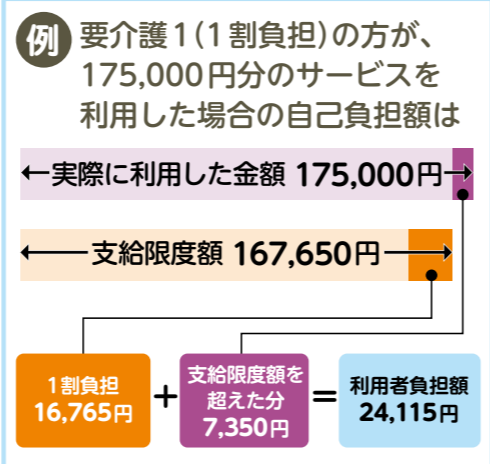 例 要介護1(1割負担)の方が、
175,000円分のサービスを
利用した場合の自己負担額は
実際に利用した金額 175,000円
支給限度額 167,650円
1割負担
16,765円
+
支給限度額を
超えた分
7,350円
=
利用者負担額
24,115円